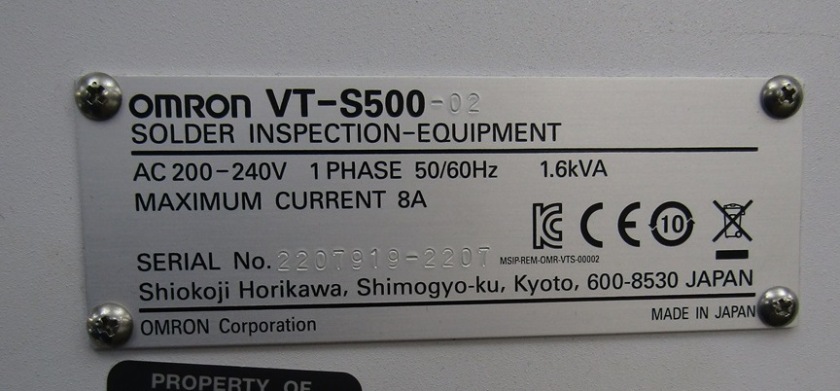 OMRON VT-S500-02
SOLDER INSPECTION-EQUIPMENT
AC 200-240V 1 PHASE 50/60Hz 1.6kVA
MAXIMUM CURRENT 8A
CE 10
SERIAL No. 2207919-2207 MSIP-REM-OMR-VTS-00002
Shiokoji Horikawa, Shimogyo-ku, Kyoto, 600-8530 JAPAN
OMRON Corporation MADE IN JAPAN
PROPERTY OF